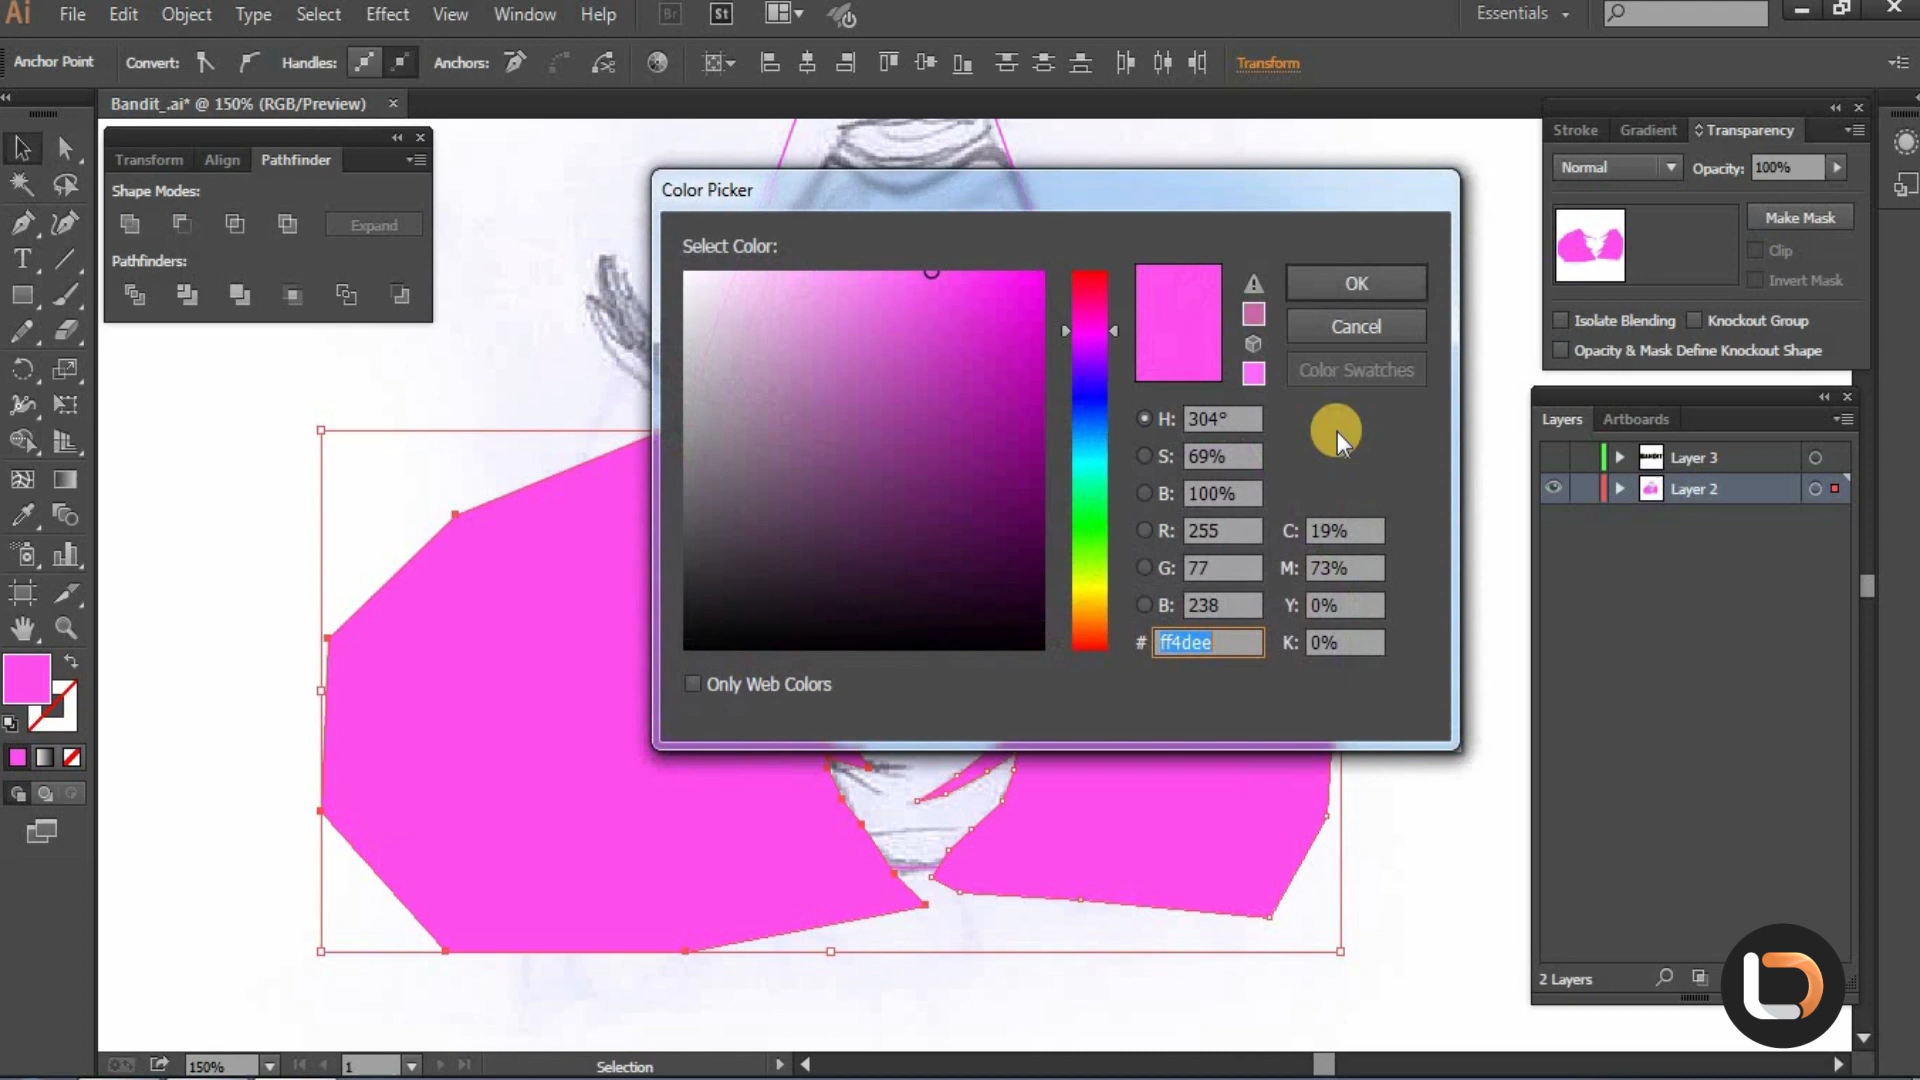 Ai File Edit Object Type Select Effect View Window Help Br St Essentials
Anchor Point Convert: Handles: Anchors: Transform
Bandit_.ai* @ 150% (RGB/Preview)
Transform Align Pathfinder
Shape Modes:
Expand
Pathfinders:
Color Picker
Select Color:
OK
Cancel
Color Swatches
H: 304°
S: 69%
B: 100%
R: 255 C: 19%
G: 77 M: 73%
B: 238 Y: 0%
# ff4dee K: 0%
Only Web Colors
Stroke Gradient Transparency
Normal Opacity: 100%
Make Mask
Clip
Invert Mask
Isolate Blending Knockout Group
Opacity & Mask Define Knockout Shape
Layers Artboards
Layer 3
Layer 2
2 Layers
150% 1 Selection